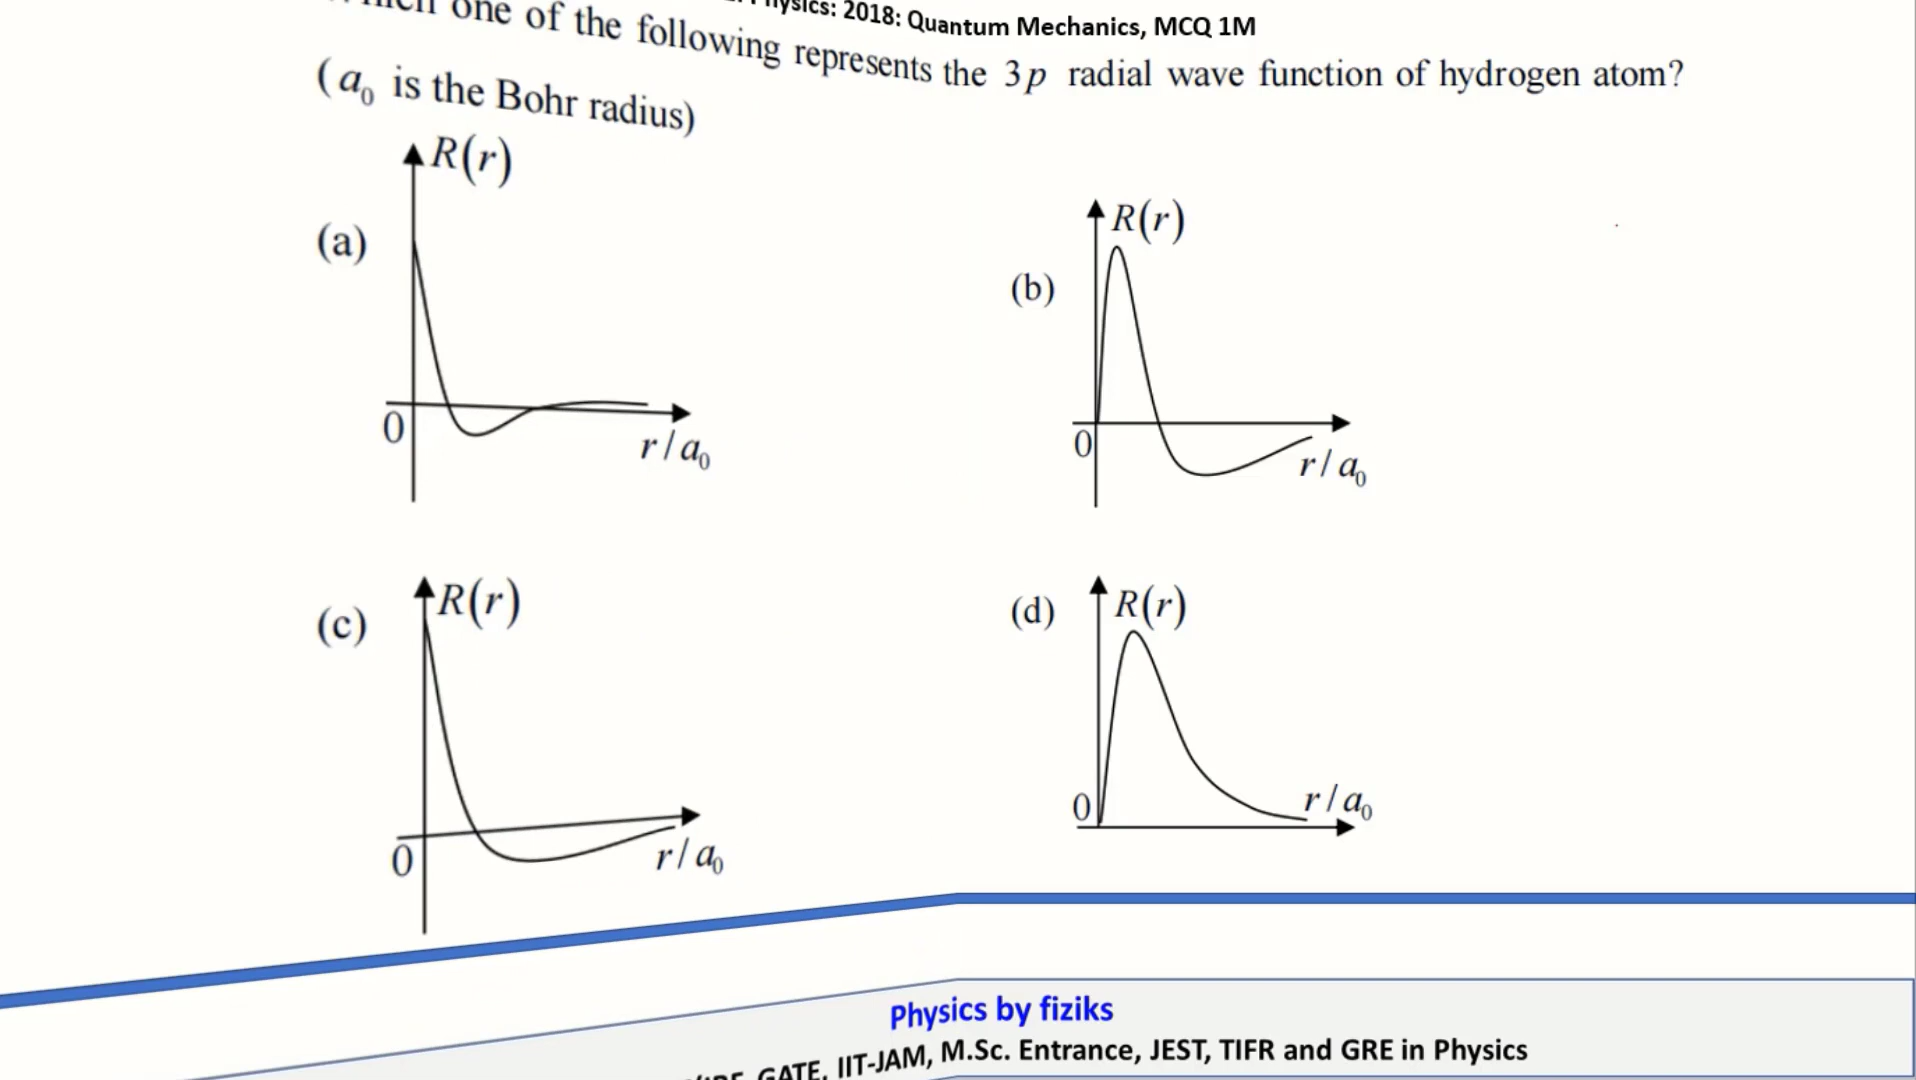 Physics: 2018: Quantum Mechanics, MCQ 1M
one of the following represents the 3p radial wave function of hydrogen atom?
(a₀ is the Bohr radius)
(a) R(r)
0
r/a₀
(b) R(r)
0
r/a₀
(c) R(r)
0
r/a₀
(d) R(r)
0
r/a₀
Physics by fiziks
GATE, IIT-JAM, M.Sc. Entrance, JEST, TIFR and GRE in Physics